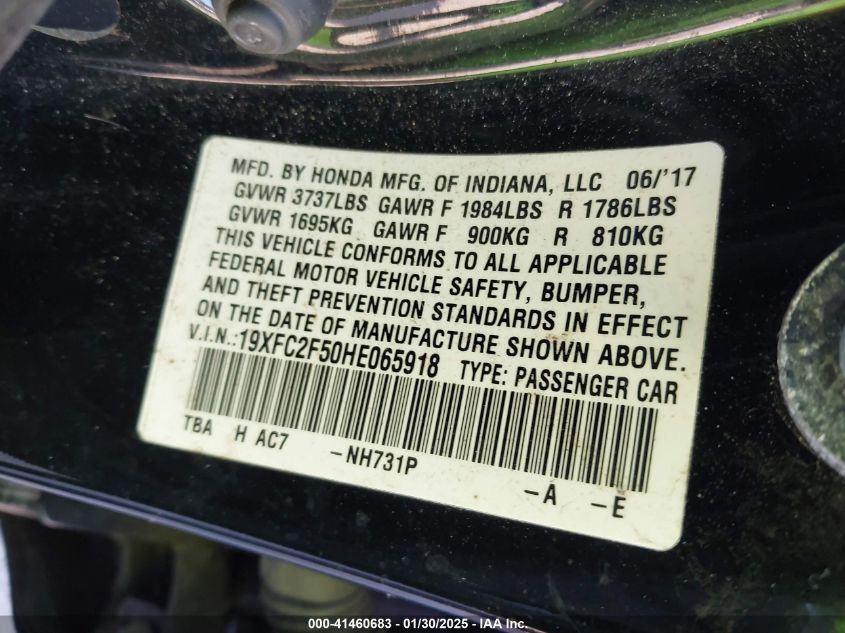 MFD. BY HONDA MFG. OF INDIANA, LLC 06/'17
GVWR 3737LBS GAWR F 1984LBS R 1786LBS
GVWR 1695KG GAWR F 900KG R 810KG
THIS VEHICLE CONFORMS TO ALL APPLICABLE
FEDERAL MOTOR VEHICLE SAFETY, BUMPER,
AND THEFT PREVENTION STANDARDS IN EFFECT
ON THE DATE OF MANUFACTURE SHOWN ABOVE.
V.I.N.:19XFC2F50HE065918 TYPE: PASSENGER CAR
TBA H AC7 -NH731P -A -E
000-41460683 - 01/30/2025 - IAA Inc.